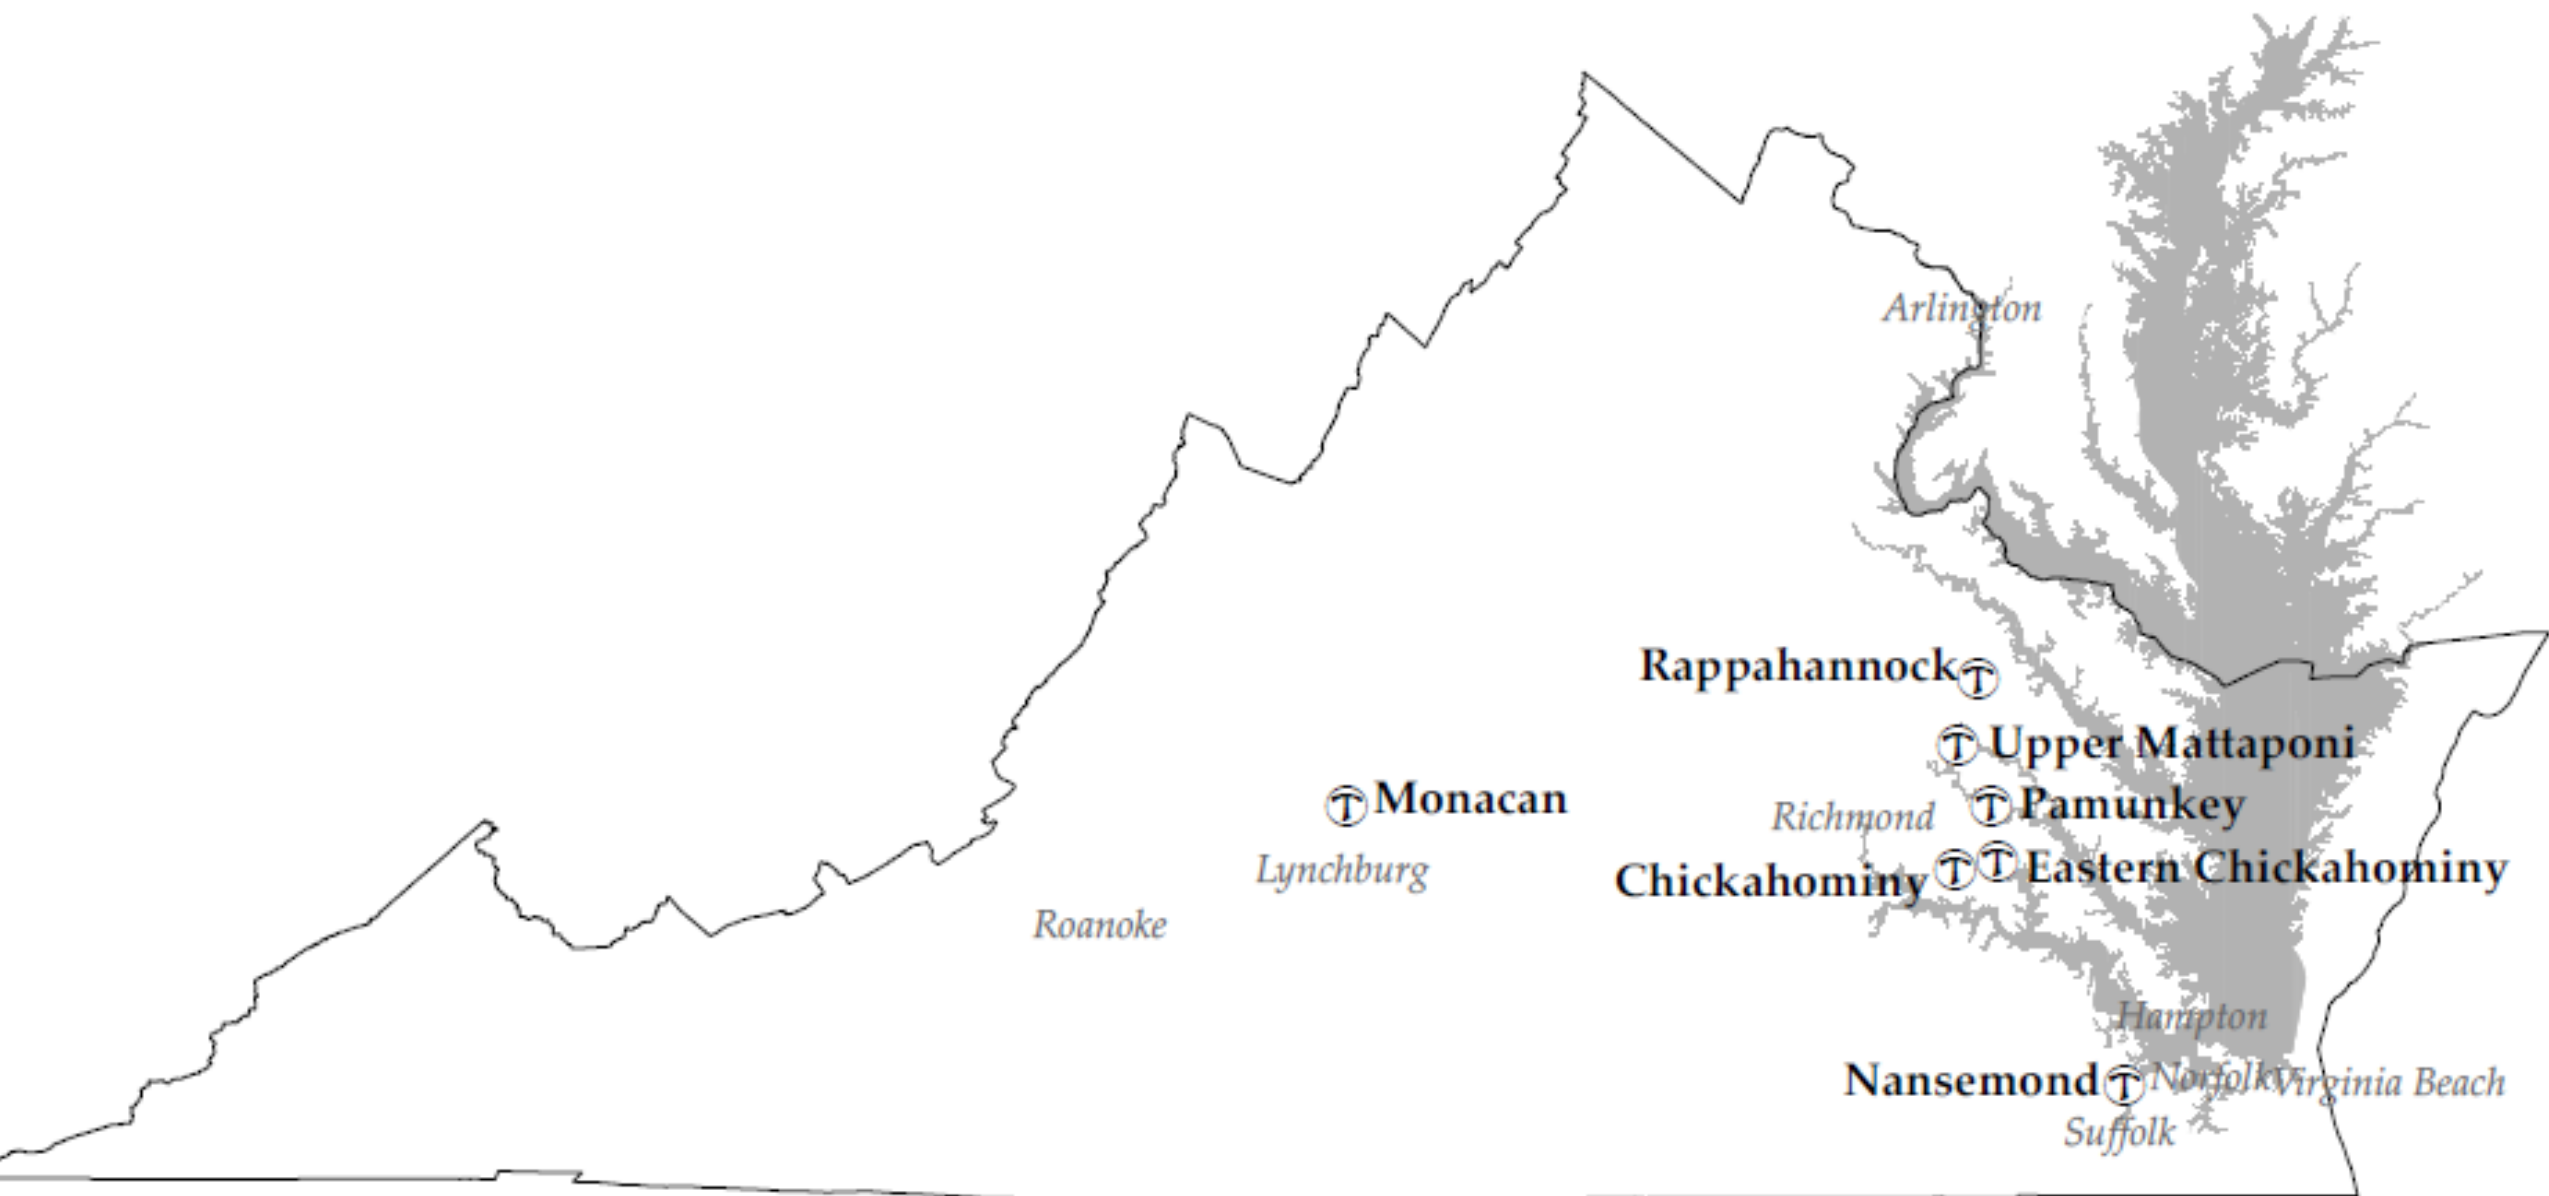 Arlington
Rappahannock
Upper Mattaponi
Monacan
Pamunkey
Richmond
Lynchburg
Chickahominy
Eastern Chickahominy
Roanoke
Hampton
Nansemond
Norfolk
Virginia Beach
Suffolk